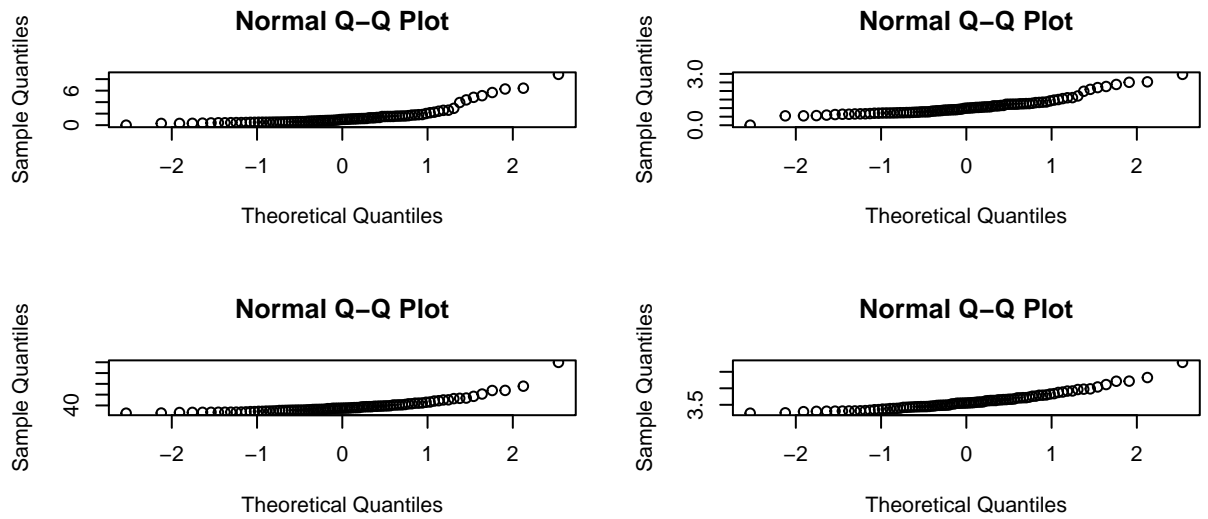 Normal Q−Q Plot
Sample Quantiles
0 6
−2 −1 0 1 2
Theoretical Quantiles
Normal Q−Q Plot
Sample Quantiles
0.0 3.0
−2 −1 0 1 2
Theoretical Quantiles
Normal Q−Q Plot
Sample Quantiles
40
−2 −1 0 1 2
Theoretical Quantiles
Normal Q−Q Plot
Sample Quantiles
3.5
−2 −1 0 1 2
Theoretical Quantiles